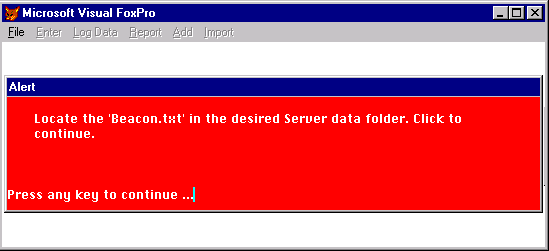 Microsoft Visual FoxPro
File Enter Log Data Report Add Import
Alert
Locate the 'Beacon.txt' in the desired Server data folder. Click to
continue.
Press any key to continue ...